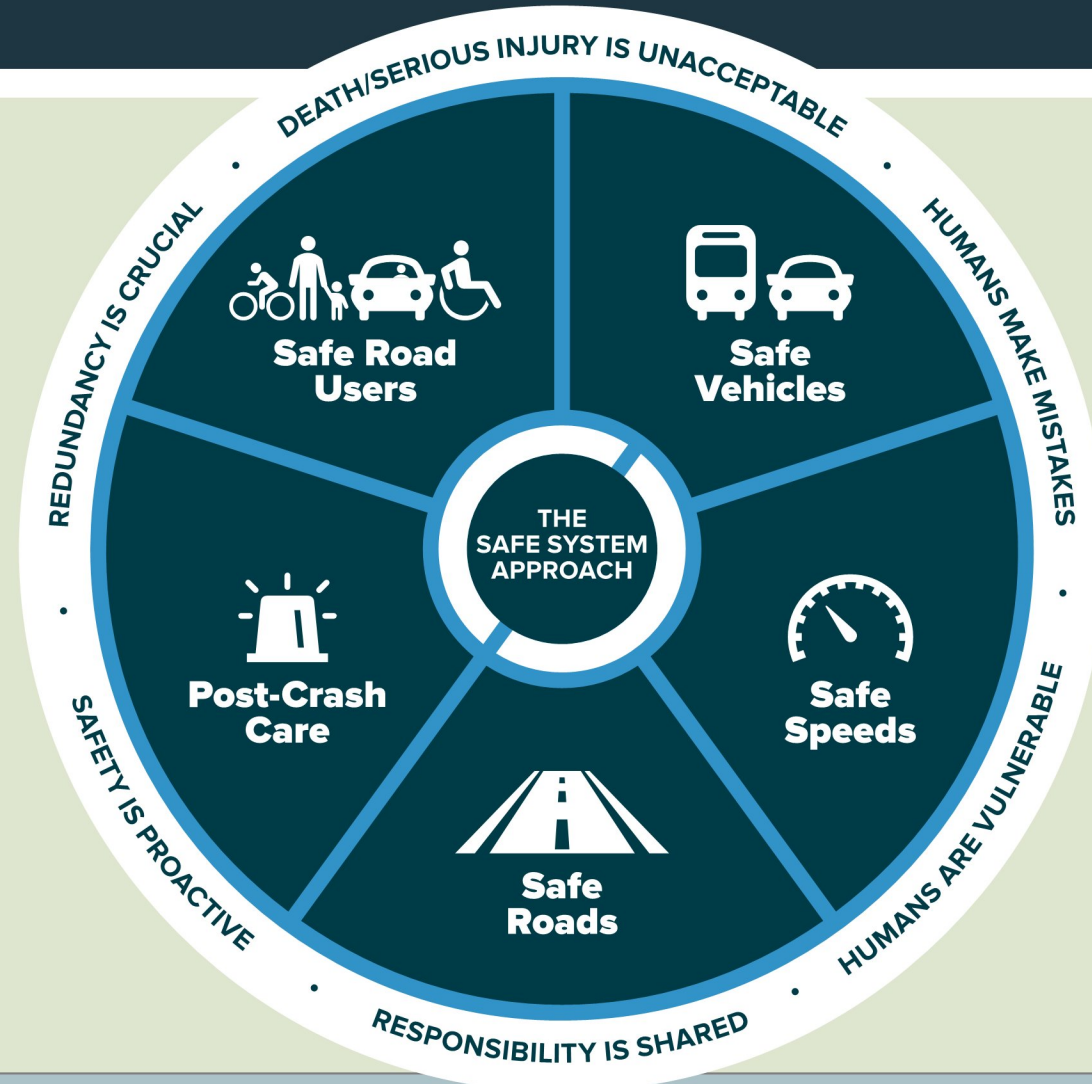 DEATH/SERIOUS INJURY IS UNACCEPTABLE
HUMANS MAKE MISTAKES
HUMANS ARE VULNERABLE
RESPONSIBILITY IS SHARED
SAFETY IS PROACTIVE
REDUNDANCY IS CRUCIAL
Safe Road
Users
Safe
Vehicles
Safe
Speeds
Safe
Roads
Post-Crash
Care
THE
SAFE SYSTEM
APPROACH